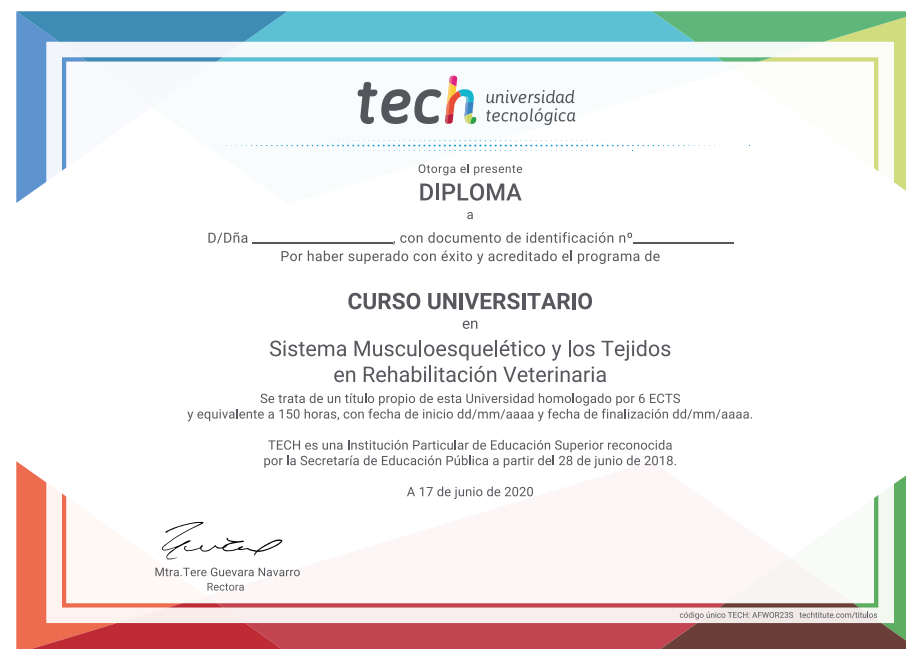 tech universidad
tecnológica
Otorga el presente
DIPLOMA
a
D/Dña ____________________, con documento de identificación nº______________
Por haber superado con éxito y acreditado el programa de
CURSO UNIVERSITARIO
en
Sistema Musculoesquelético y los Tejidos
en Rehabilitación Veterinaria
Se trata de un título propio de esta Universidad homologado por 6 ECTS
y equivalente a 150 horas, con fecha de inicio dd/mm/aaaa y fecha de finalización dd/mm/aaaa.
TECH es una Institución Particular de Educación Superior reconocida
por la Secretaría de Educación Pública a partir del 28 de junio de 2018.
A 17 de junio de 2020
Mtra.Tere Guevara Navarro
Rectora
código único TECH: AFWOR23S techtitute.com/titulos